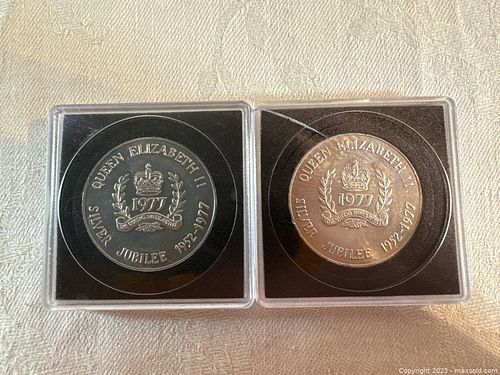 QUEEN ELIZABETH II
1977
SILVER JUBILEE 1952-1977
QUEEN ELIZABETH II
1977
SILVER JUBILEE 1952-1977
Copyright 2025 - maxsold.com